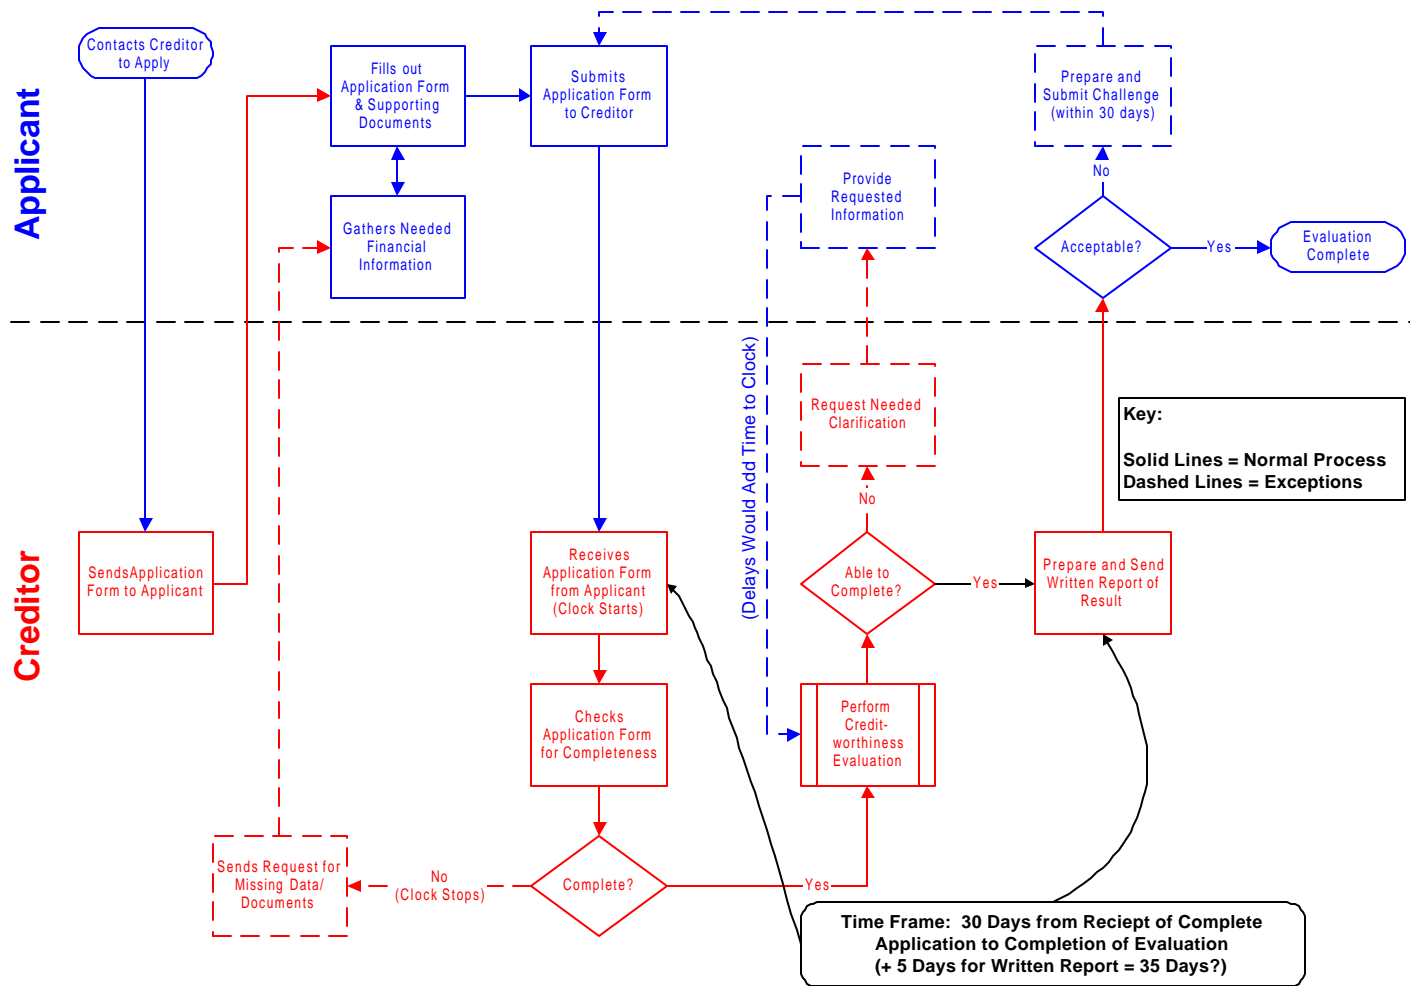 Applicant
Creditor
Contacts Creditor
to Apply
Fills out
Application Form
& Supporting
Documents
Submits
Application Form
to Creditor
Prepare and
Submit Challenge
(within 30 days)
Gathers Needed
Financial
Information
Provide
Requested
Information
No
Acceptable?
Yes
Evaluation
Complete
(Delays Would Add Time to Clock)
Request Needed
Clarification
No
Key:
Solid Lines = Normal Process
Dashed Lines = Exceptions
SendsApplication
Form to Applicant
Receives
Application Form
from Applicant
(Clock Starts)
Able to
Complete?
Yes
Prepare and Send
Written Report of
Result
Checks
Application Form
for Completeness
Perform
Credit-
worthiness
Evaluation
Sends Request for
Missing Data/
Documents
No
(Clock Stops)
Complete?
Yes
Time Frame: 30 Days from Reciept of Complete
Application to Completion of Evaluation
(+ 5 Days for Written Report = 35 Days?)